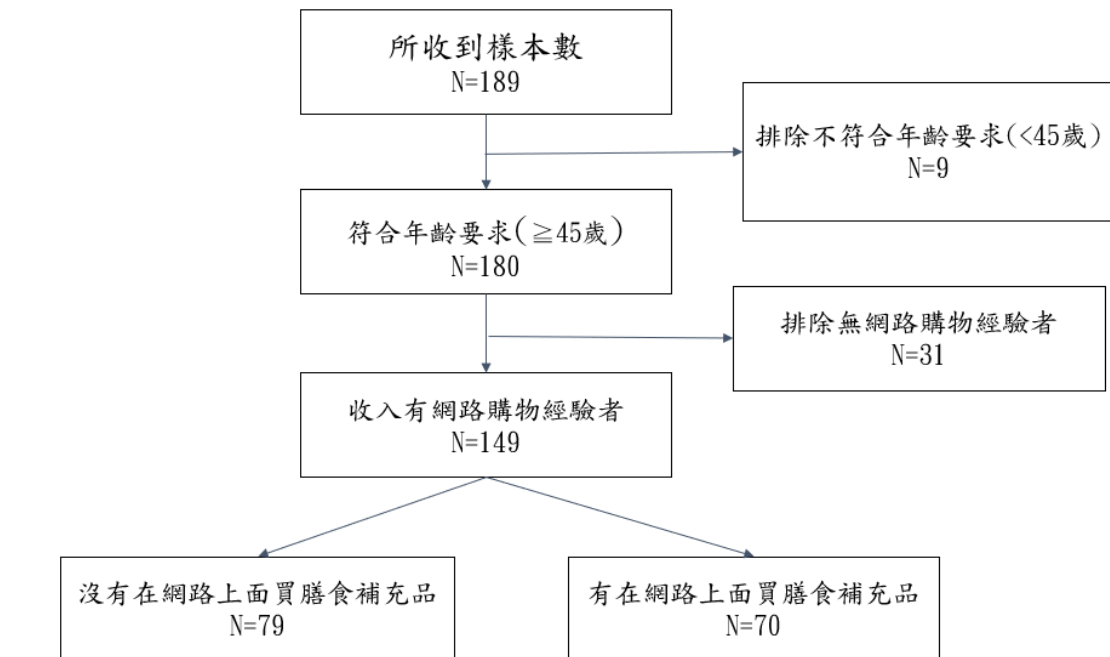 所收到樣本數
N=189
排除不符合年齡要求(<45歲)
N=9
符合年齡要求(≧45歲)
N=180
排除無網路購物經驗者
N=31
收入有網路購物經驗者
N=149
沒有在網路上面買膳食補充品
N=79
有在網路上面買膳食補充品
N=70